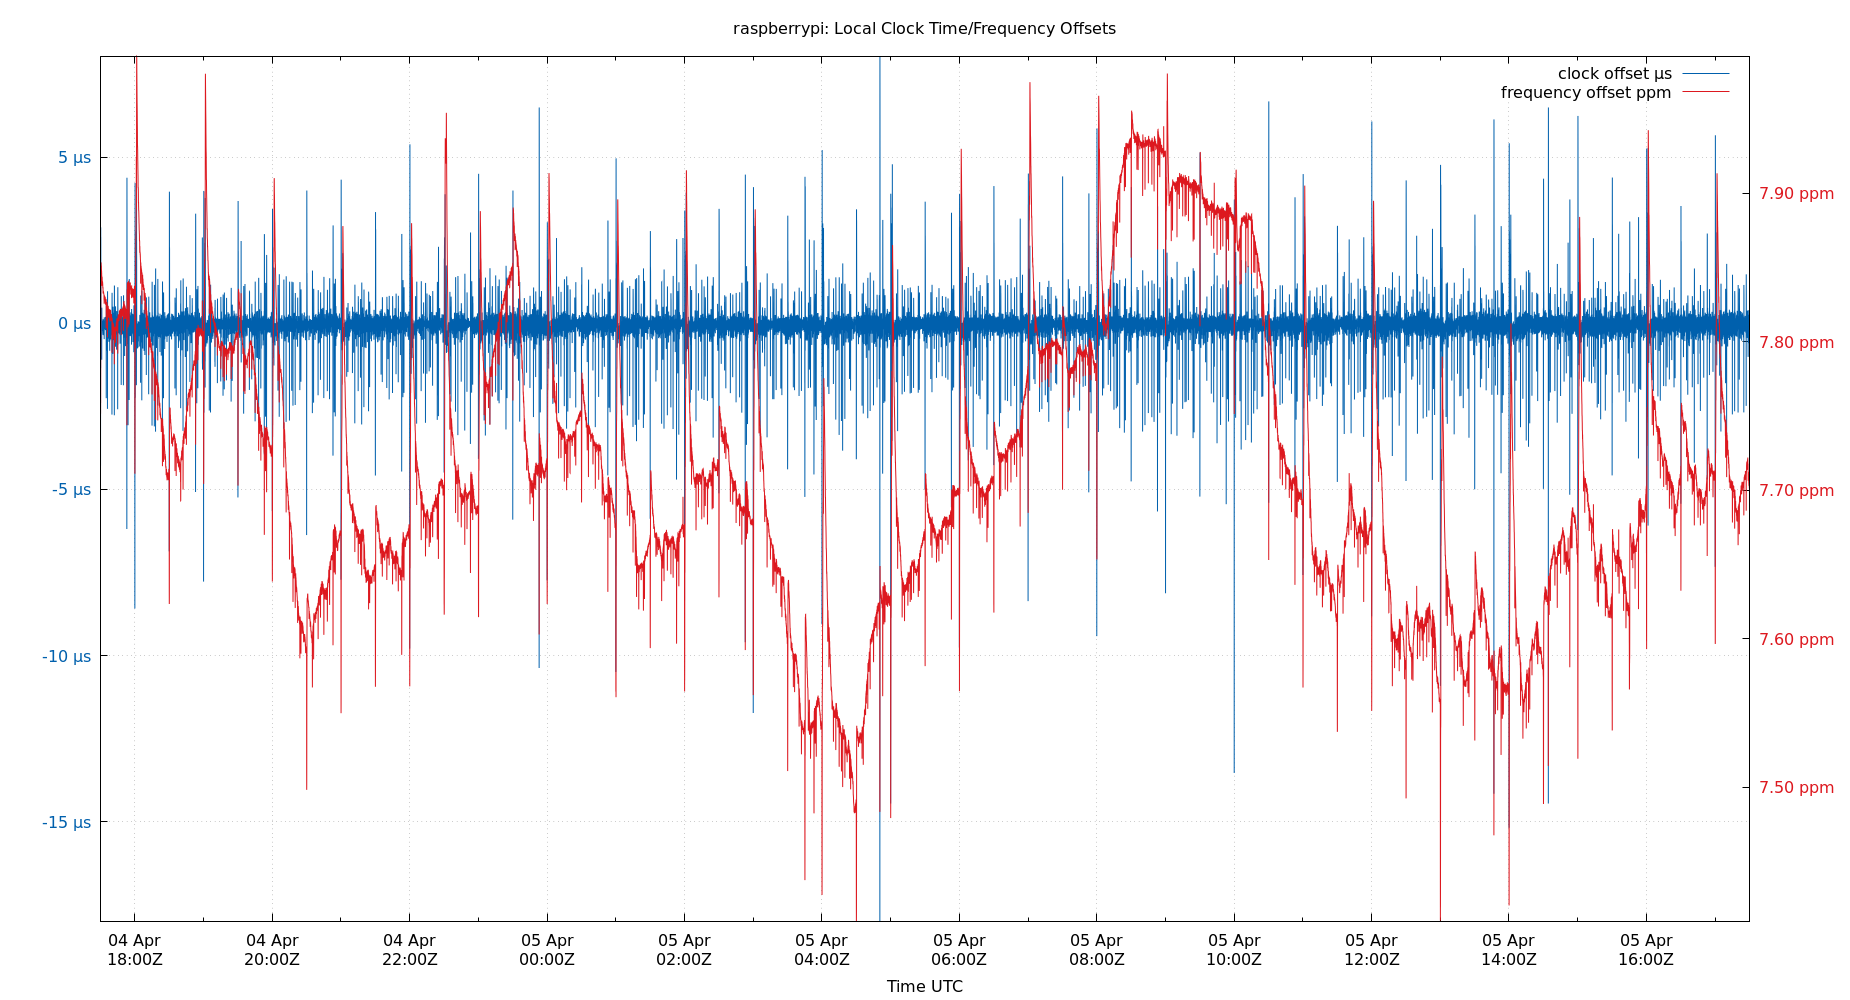 raspberrypi: Local Clock Time/Frequency Offsets
clock offset µs
frequency offset ppm
5 µs
0 µs
-5 µs
-10 µs
-15 µs
7.90 ppm
7.80 ppm
7.70 ppm
7.60 ppm
7.50 ppm
04 Apr
18:00Z
04 Apr
20:00Z
04 Apr
22:00Z
05 Apr
00:00Z
05 Apr
02:00Z
05 Apr
04:00Z
05 Apr
06:00Z
05 Apr
08:00Z
05 Apr
10:00Z
05 Apr
12:00Z
05 Apr
14:00Z
05 Apr
16:00Z
Time UTC